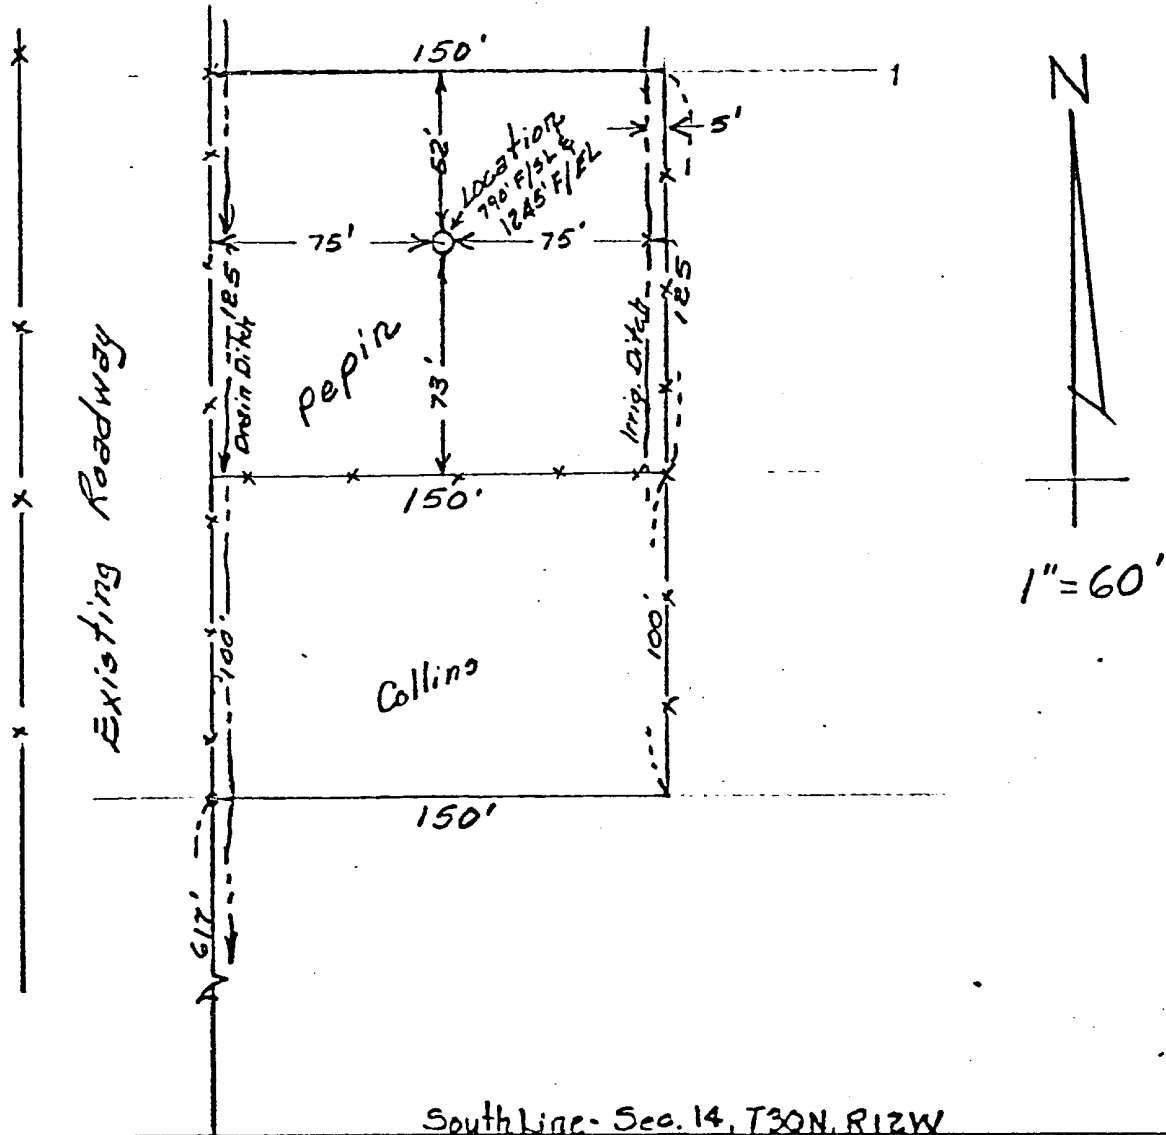 150'
1
N
5'
52'
Location
790' F/SL &
1245' F/EL
75'
75'
125'
Drain Ditch
pepin
73'
Irrig. Ditch
125'
Existing Roadway
150'
1"=60'
100'
100'
Collins
150'
617'
South Line - Sec. 14, T30N, R12W